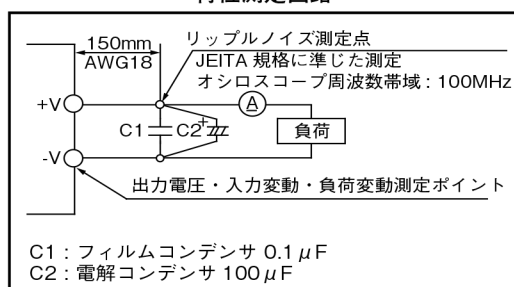 150mm
AWG18
リップルノイズ測定点
JEITA 規格に準じた測定
オシロスコープ周波数帯域：100MHz
+V
A
C1
C2
+
負荷
-V
出力電圧・入力変動・負荷変動測定ポイント
C1：フィルムコンデンサ 0.1μF
C2：電解コンデンサ 100μF